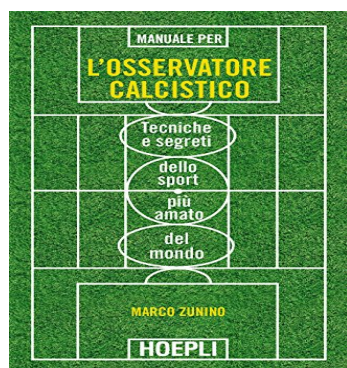 MANUALE PER
L'OSSERVATORE
CALCISTICO
Tecniche
e segreti
dello
sport
più
amato
del
mondo
MARCO ZUNINO
HOEPLI